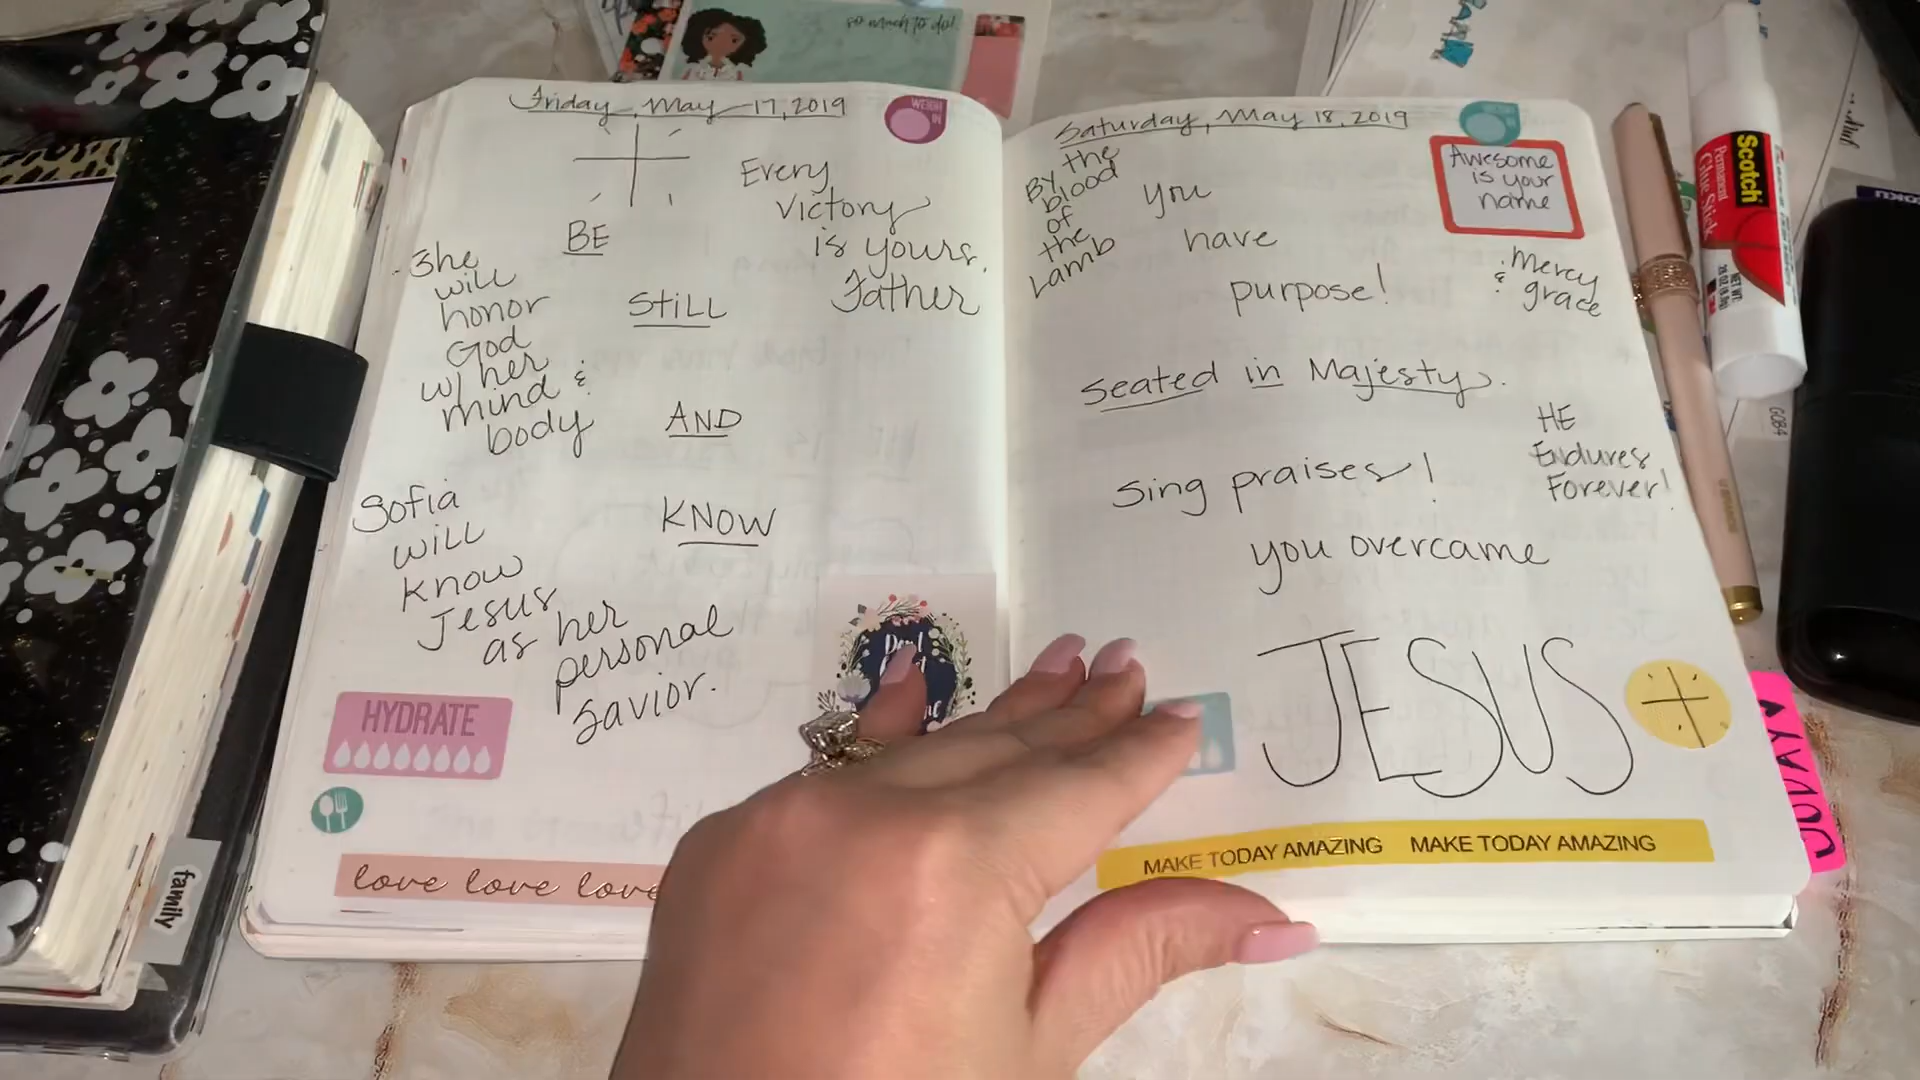 so much to do!
Friday, May 17, 2019
WEIGH
IN
BE
STILL
AND
KNOW
Every
victory
is yours,
Father
She
will
honor
God
w/ her
mind &
body
Sofia
will
know
Jesus
as her
personal
savior.
HYDRATE
love love love
family
Saturday, May 18, 2019
By the
blood
of
the
Lamb
you
have
purpose!
Awesome
is your
name
mercy
& grace
Seated in Majesty.
HE
Endures
Forever!
Sing praises!
you overcame
JESUS
MAKE TODAY AMAZING MAKE TODAY AMAZING
Scotch
Permanent
Glue Stick